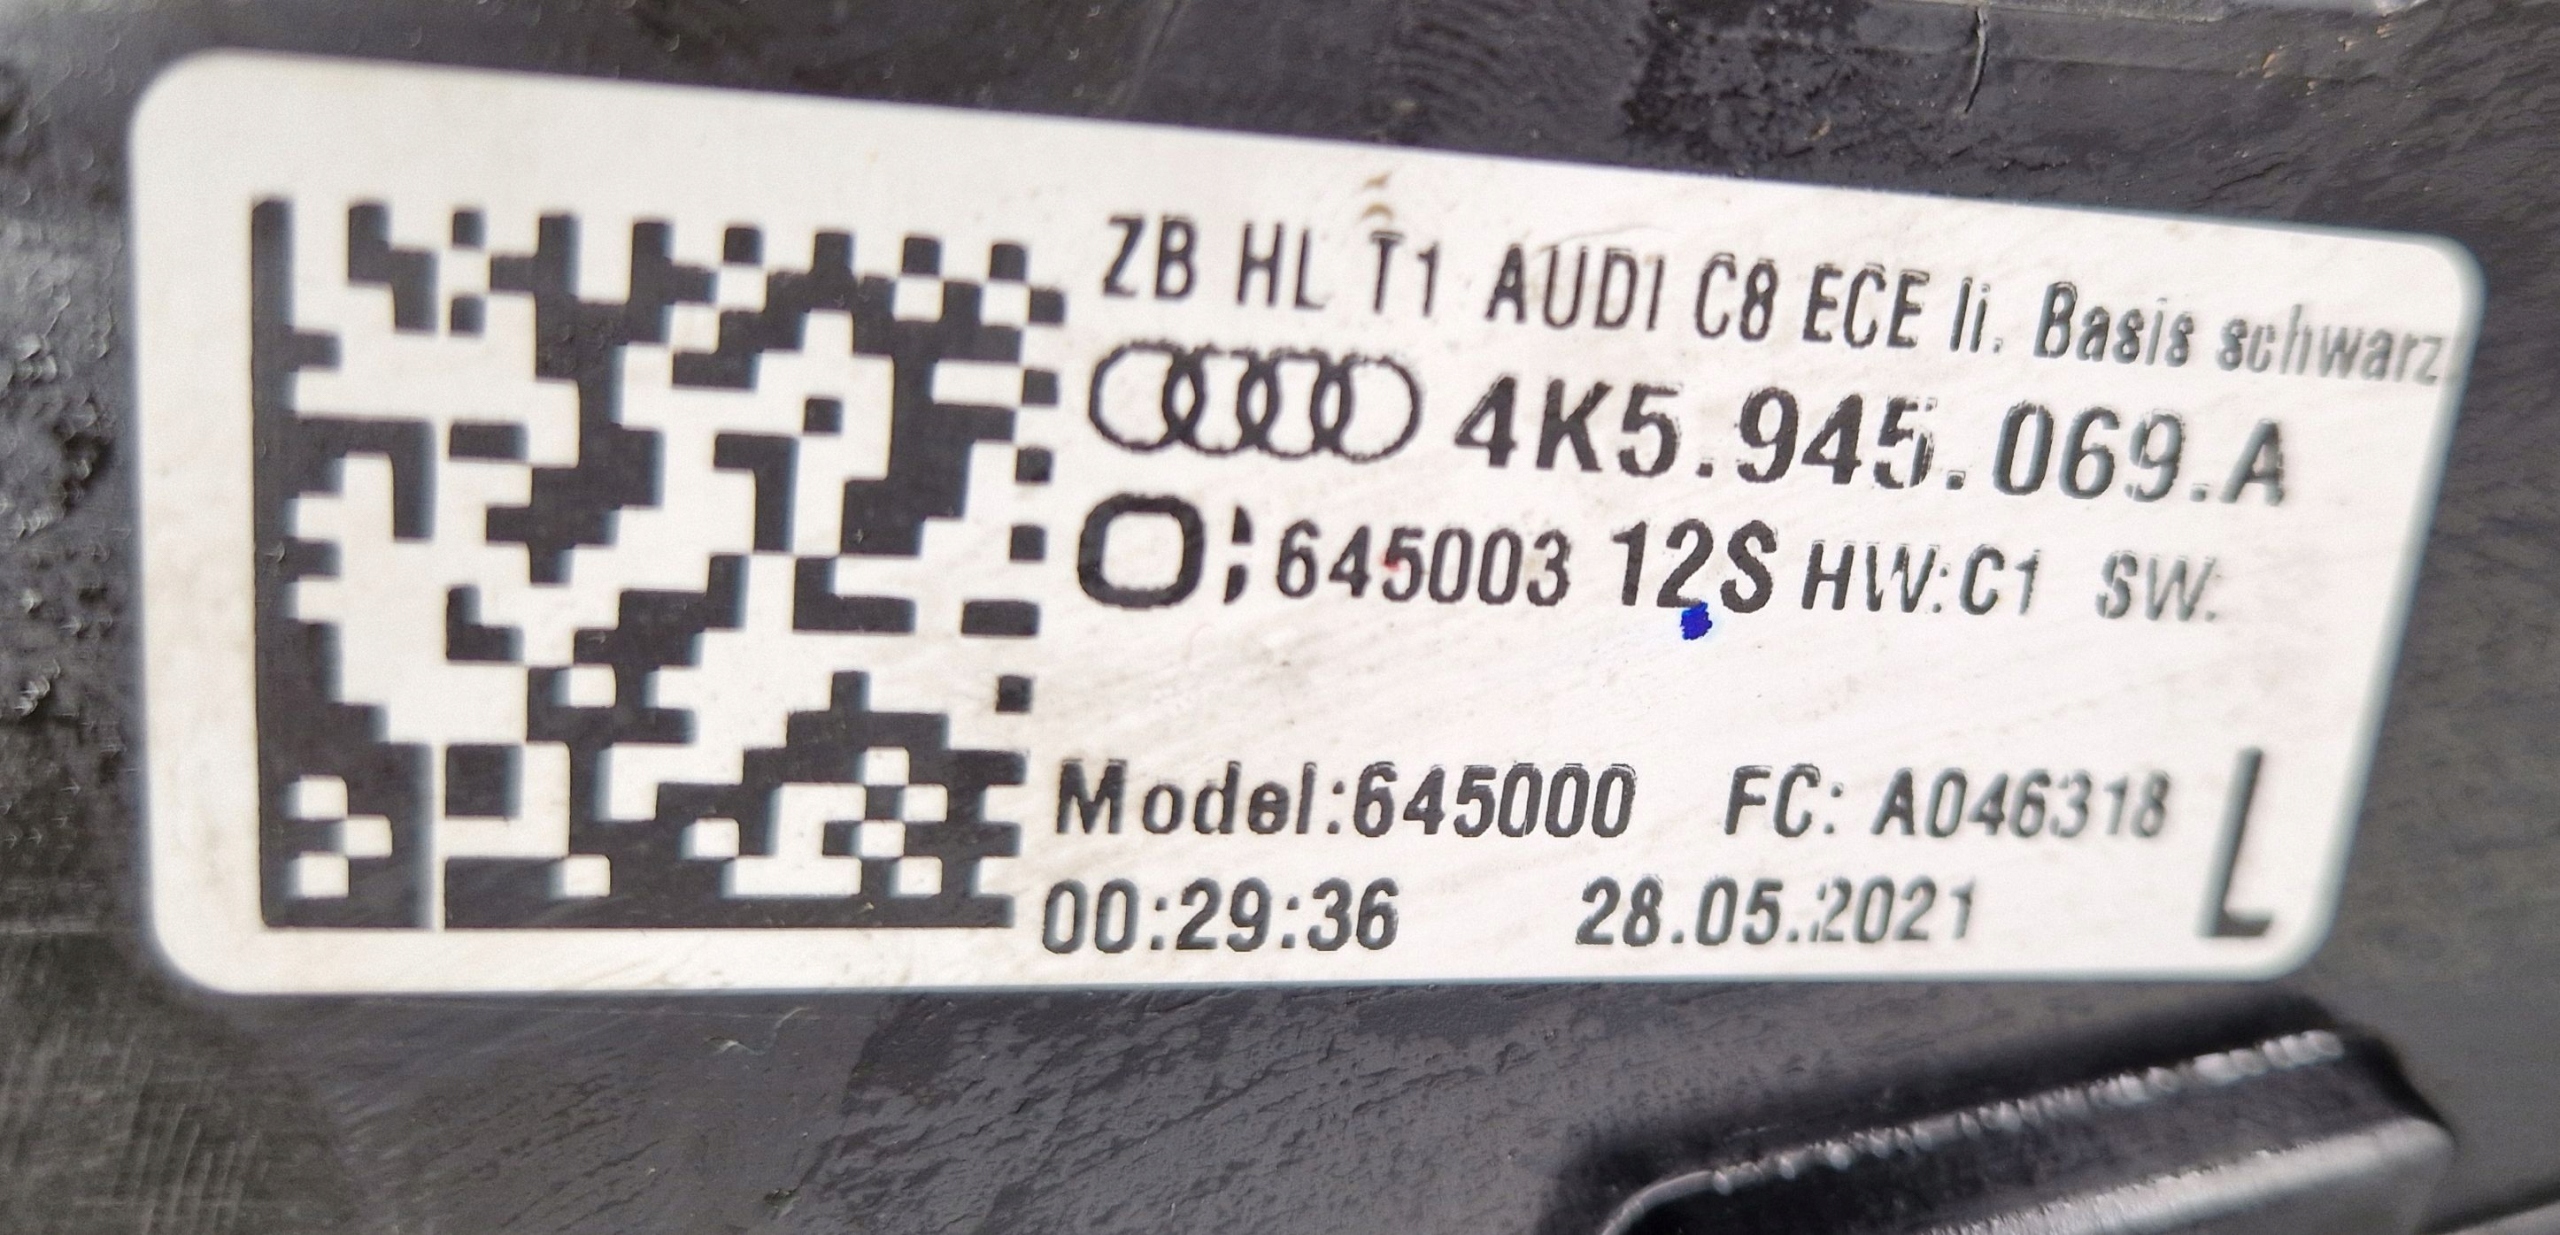 ZB HL T1 AUDI C8 ECE li. Basis schwarz.
4K5.945.069.A
O; 645003 12S HW:C1 SW:
Model:645000 FC: A046318
00:29:36 28.05.2021 L